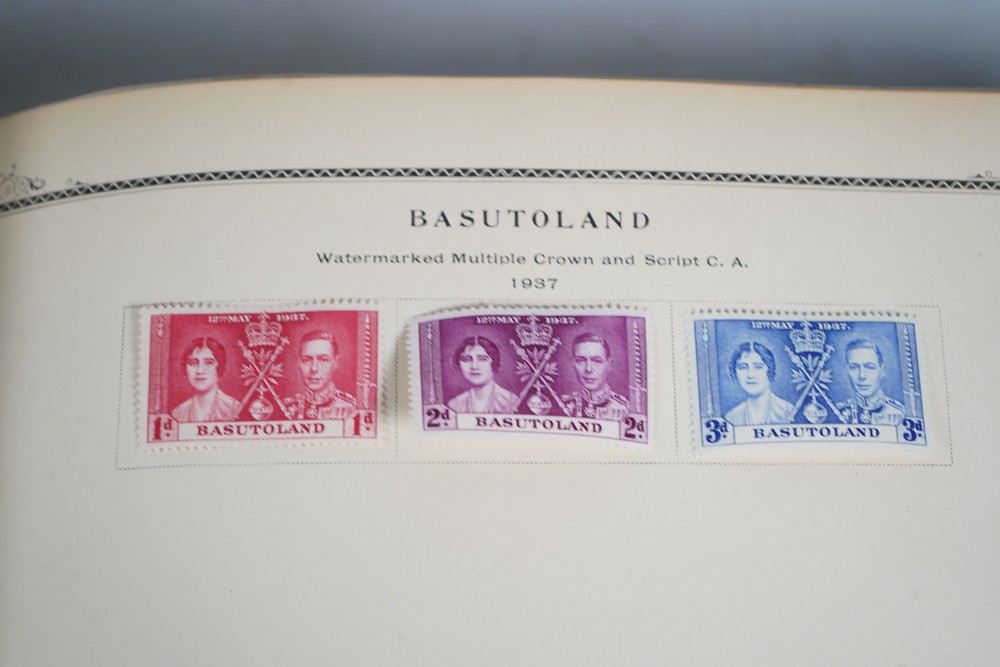 BASUTOLAND
Watermarked Multiple Crown and Script C. A.
1937
12TH MAY 1937.
1d. BASUTOLAND 1d.
12TH MAY 1937.
2d. BASUTOLAND 2d.
12TH MAY 1937.
3d. BASUTOLAND 3d.